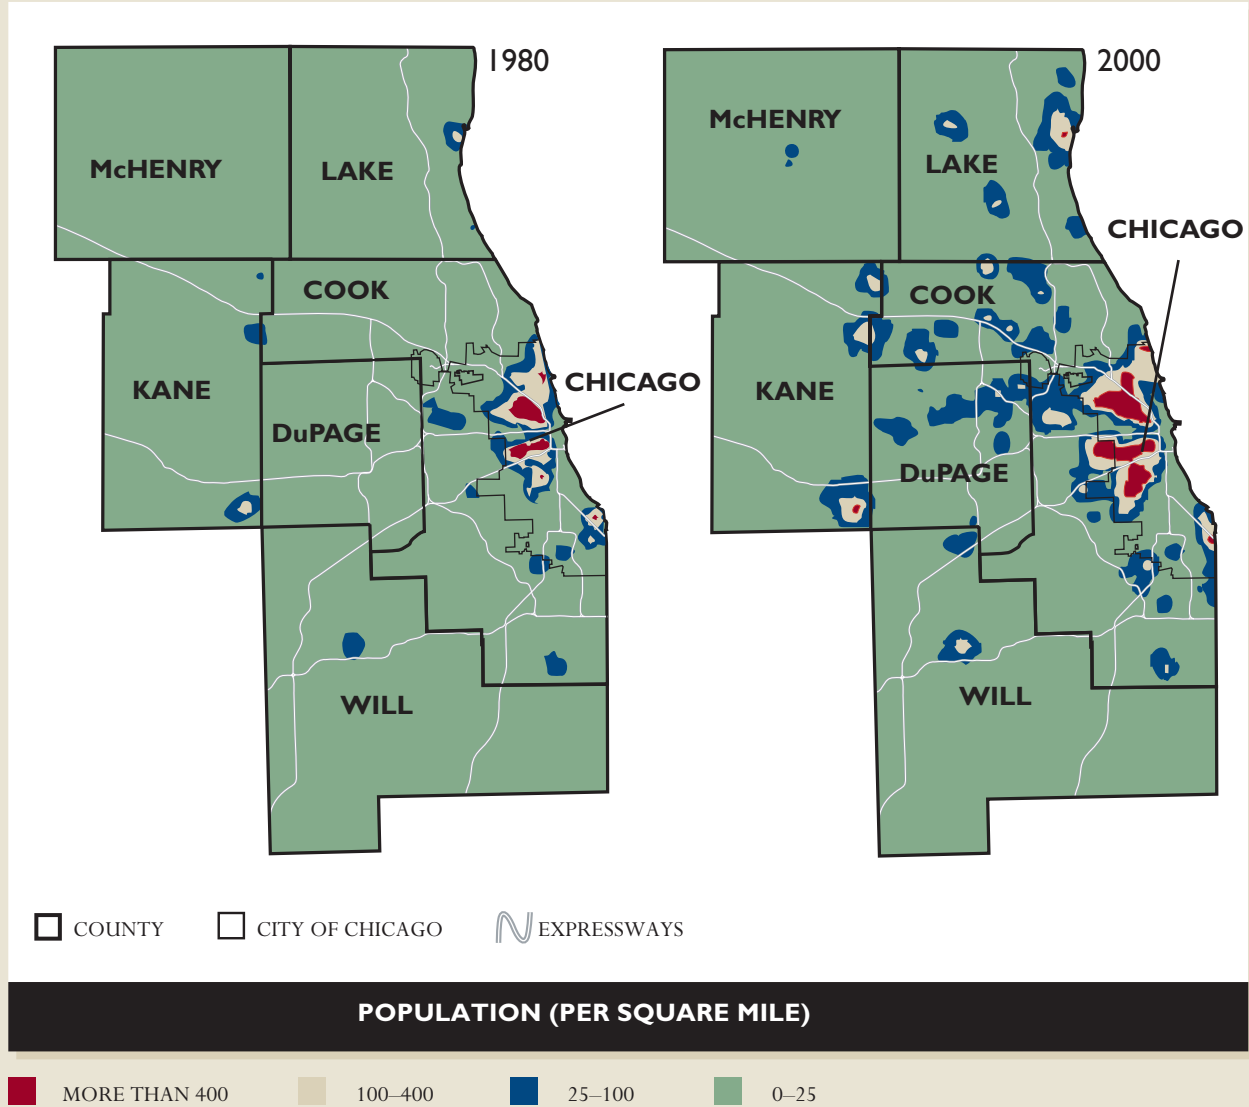 1980
McHENRY
LAKE
COOK
CHICAGO
KANE
DuPAGE
WILL
2000
McHENRY
LAKE
CHICAGO
COOK
KANE
DuPAGE
WILL
COUNTY
CITY OF CHICAGO
EXPRESSWAYS
POPULATION (PER SQUARE MILE)
MORE THAN 400
100–400
25–100
0–25